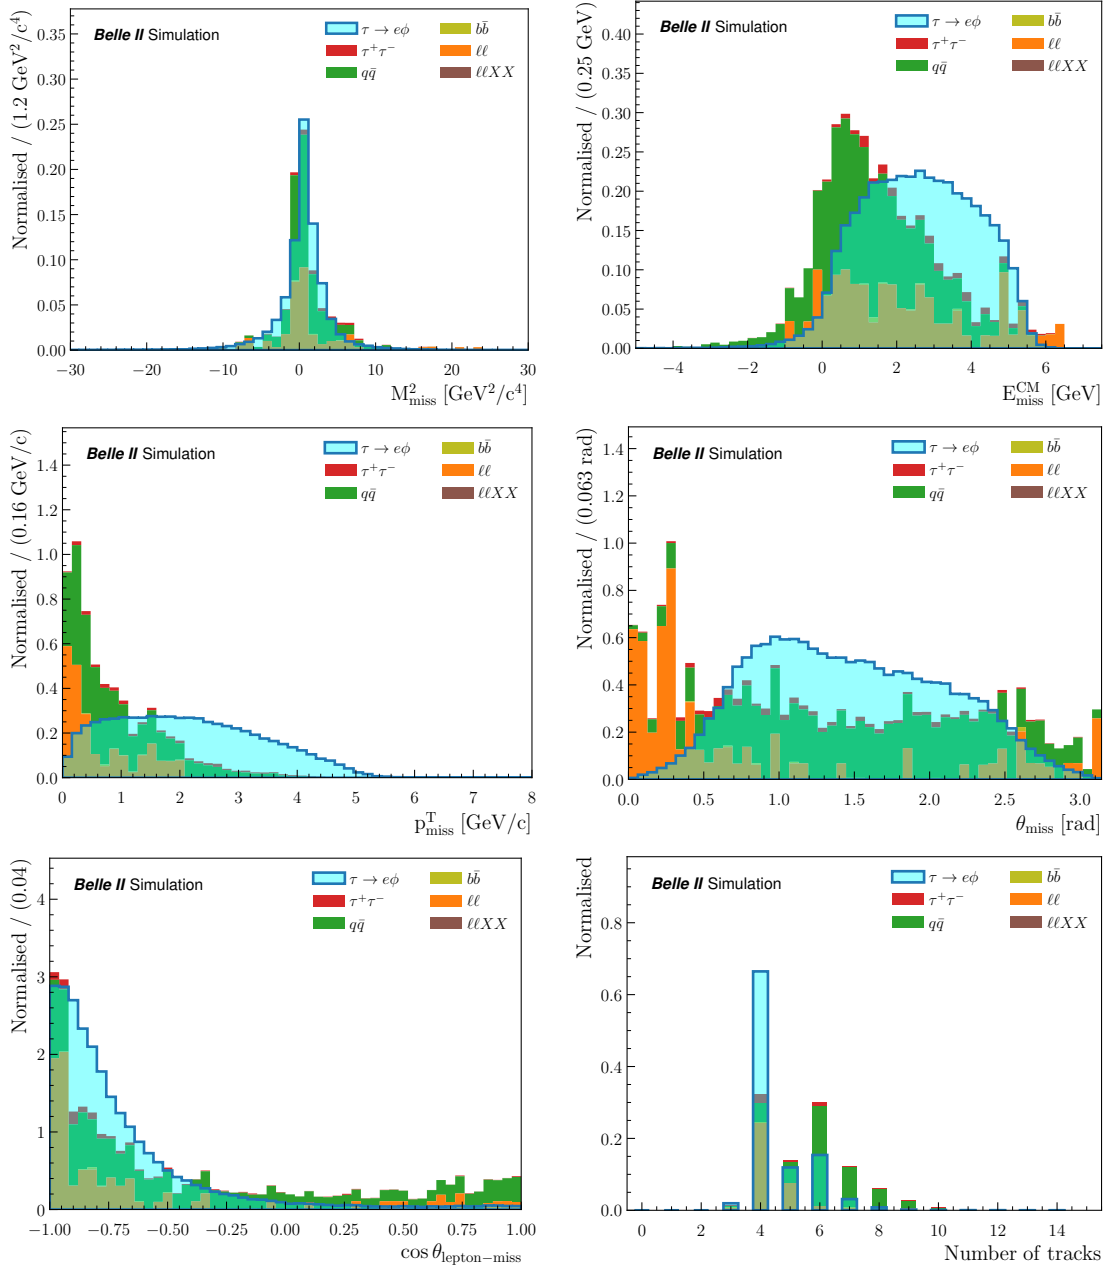 Normalised / (1.2 GeV²/c⁴)
Belle II Simulation
τ → eϕ
τ⁺τ⁻
qq̄
bb̄
ℓℓ
ℓℓXX
0.35
0.30
0.25
0.20
0.15
0.10
0.05
0.00
−30 −20 −10 0 10 20 30
M²miss [GeV²/c⁴]
Normalised / (0.25 GeV)
Belle II Simulation
τ → eϕ
τ⁺τ⁻
qq̄
bb̄
ℓℓ
ℓℓXX
0.40
0.35
0.30
0.25
0.20
0.15
0.10
0.05
0.00
−4 −2 0 2 4 6
E^CM_miss [GeV]
Normalised / (0.16 GeV/c)
Belle II Simulation
τ → eϕ
τ⁺τ⁻
qq̄
bb̄
ℓℓ
ℓℓXX
1.4
1.2
1.0
0.8
0.6
0.4
0.2
0.0
0 1 2 3 4 5 6 7 8
p^T_miss [GeV/c]
Normalised / (0.063 rad)
Belle II Simulation
τ → eϕ
τ⁺τ⁻
qq̄
bb̄
ℓℓ
ℓℓXX
1.4
1.2
1.0
0.8
0.6
0.4
0.2
0.0
0.0 0.5 1.0 1.5 2.0 2.5 3.0
θmiss [rad]
Normalised / (0.04)
Belle II Simulation
τ → eϕ
τ⁺τ⁻
qq̄
bb̄
ℓℓ
ℓℓXX
4
3
2
1
0
−1.00 −0.75 −0.50 −0.25 0.00 0.25 0.50 0.75 1.00
cos θlepton−miss
Normalised
Belle II Simulation
τ → eϕ
τ⁺τ⁻
qq̄
bb̄
ℓℓ
ℓℓXX
0.8
0.6
0.4
0.2
0.0
0 2 4 6 8 10 12 14
Number of tracks